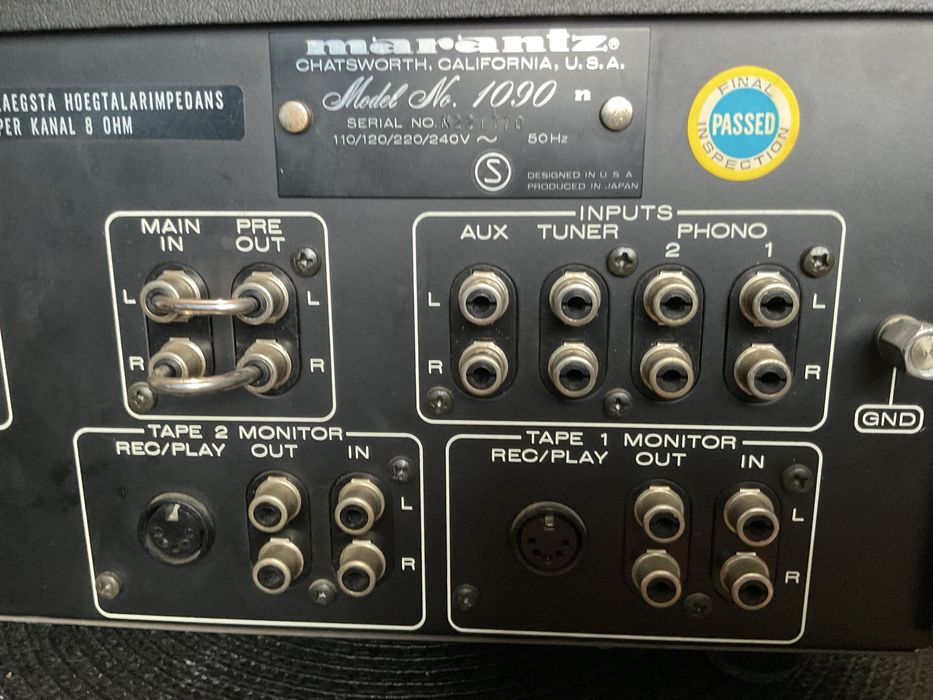 marantz®
CHATSWORTH, CALIFORNIA, U.S.A.
Model No. 1090 n
SERIAL NO.
110/120/220/240V ~ 50Hz
S
DESIGNED IN U S A
PRODUCED IN JAPAN
LAEGSTA HOEGTALARIMPEDANS
PER KANAL 8 OHM
FINAL
PASSED
INSPECTION
MAIN IN
PRE OUT
L L
R R
INPUTS
AUX TUNER PHONO
2 1
L L
R R
GND
TAPE 2 MONITOR
REC/PLAY OUT IN
L
R
TAPE 1 MONITOR
REC/PLAY OUT IN
L
R